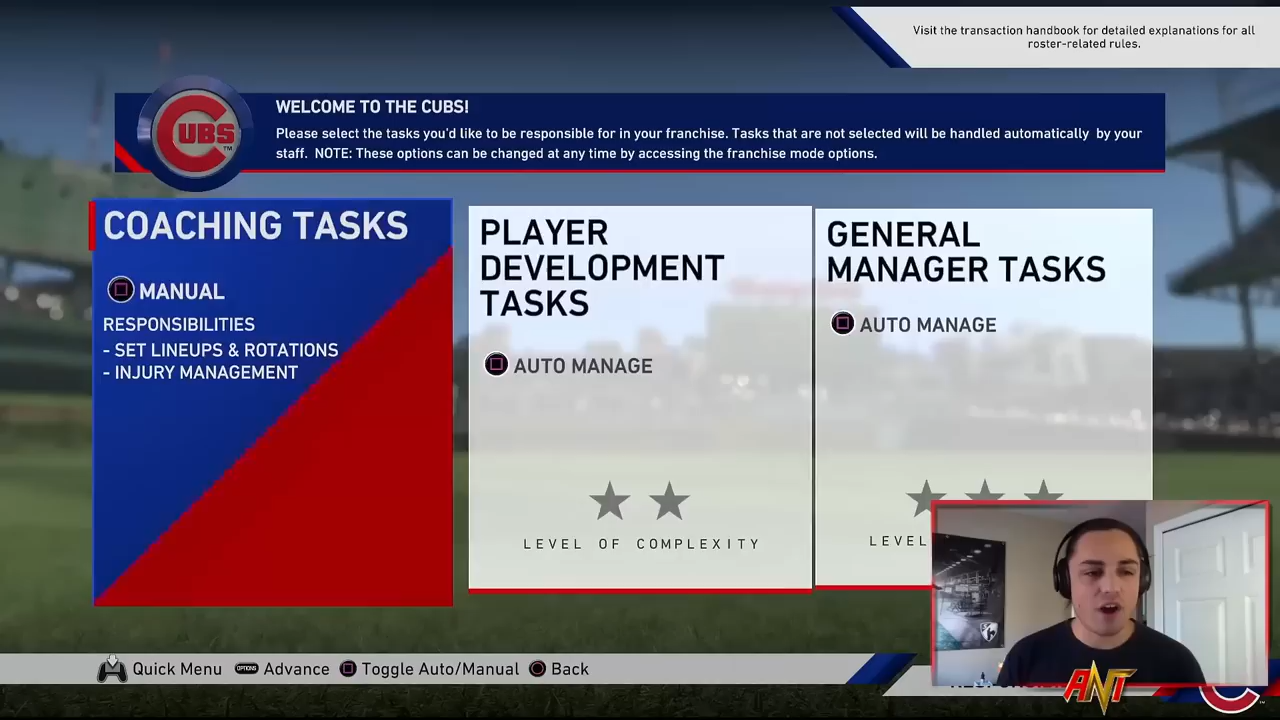 Visit the transaction handbook for detailed explanations for all
roster-related rules.
CUBS
TM
WELCOME TO THE CUBS!
Please select the tasks you'd like to be responsible for in your franchise. Tasks that are not selected will be handled automatically by your
staff. NOTE: These options can be changed at any time by accessing the franchise mode options.
COACHING TASKS
MANUAL
RESPONSIBILITIES
- SET LINEUPS & ROTATIONS
- INJURY MANAGEMENT
PLAYER
DEVELOPMENT
TASKS
AUTO MANAGE
LEVEL OF COMPLEXITY
GENERAL
MANAGER TASKS
AUTO MANAGE
LEVEL
Quick Menu
OPTIONS
Advance
Toggle Auto/Manual
Back
ANT